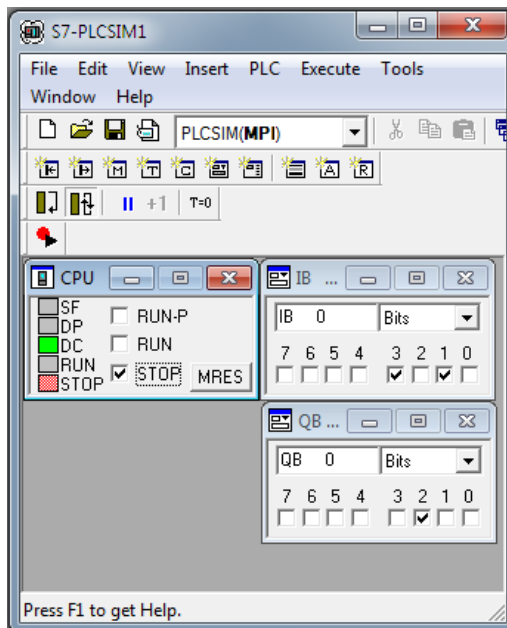 S7-PLCSIM1
File Edit View Insert PLC Execute Tools
Window Help
PLCSIM(MPI)
M T C A R
+1 T=0
CPU
SF
DP
DC
RUN
STOP
RUN-P
RUN
STOP
MRES
IB ...
IB 0 Bits
7 6 5 4 3 2 1 0
QB ...
QB 0 Bits
7 6 5 4 3 2 1 0
Press F1 to get Help.